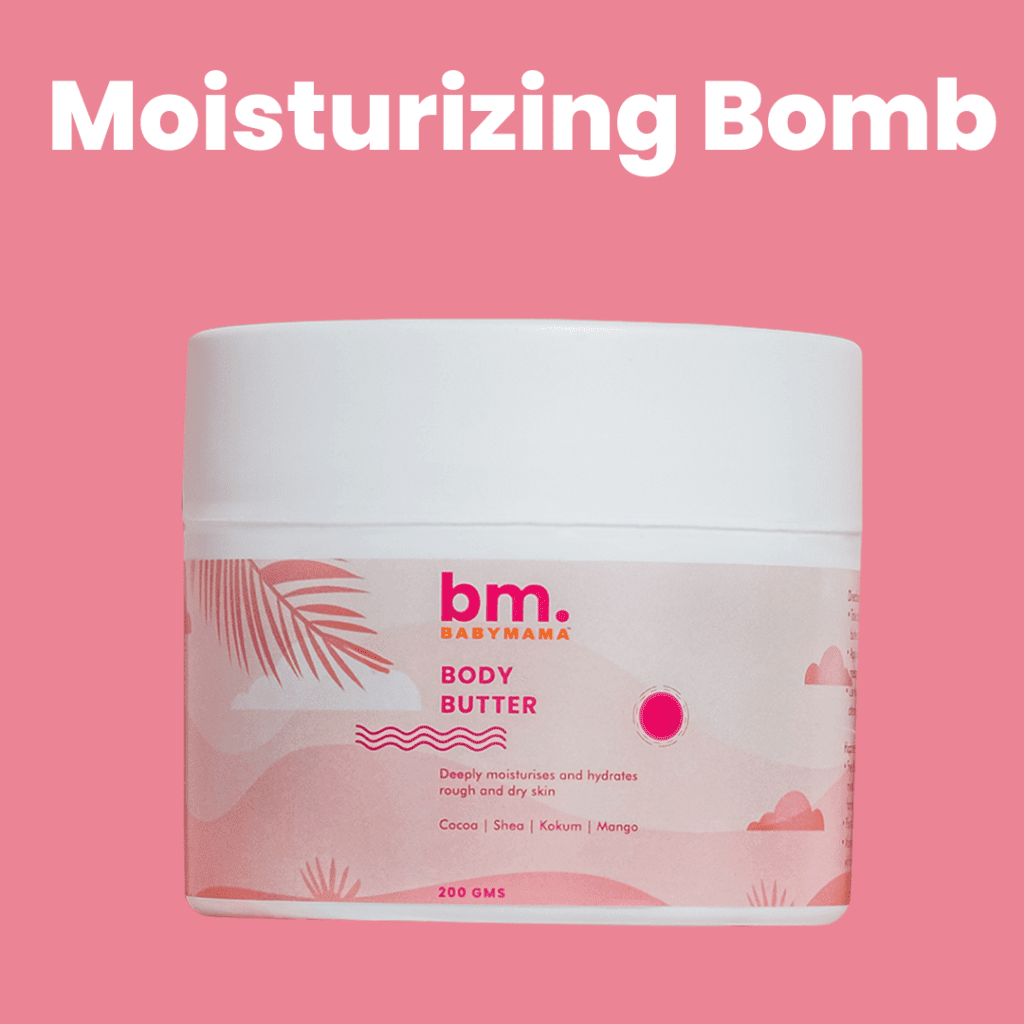 Moisturizing Bomb
bm.
BABYMAMA™
BODY
BUTTER
Deeply moisturises and hydrates
rough and dry skin
Cocoa | Shea | Kokum | Mango
200 GMS